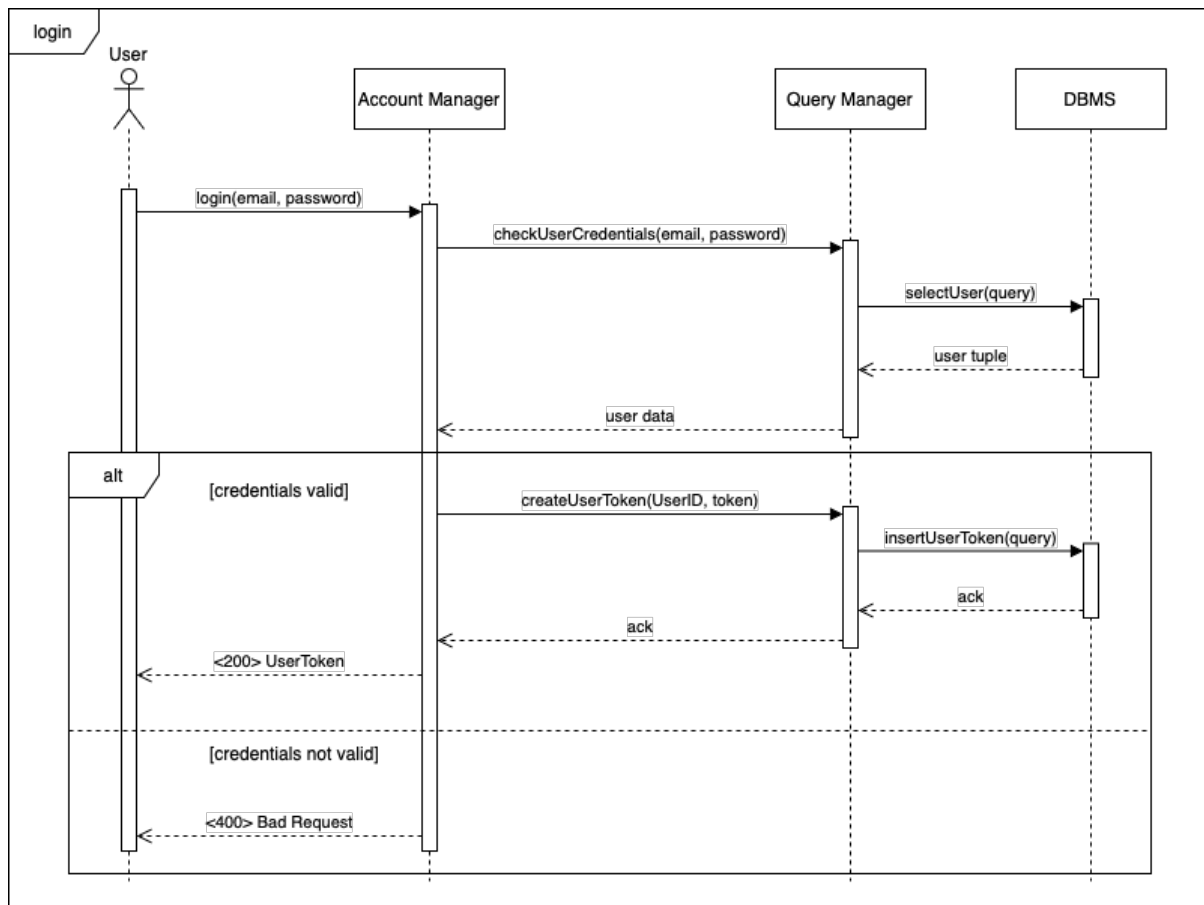 login
User
Account Manager
Query Manager
DBMS
login(email, password)
checkUserCredentials(email, password)
selectUser(query)
user tuple
user data
alt
[credentials valid]
createUserToken(UserID, token)
insertUserToken(query)
ack
ack
<200> UserToken
[credentials not valid]
<400> Bad Request